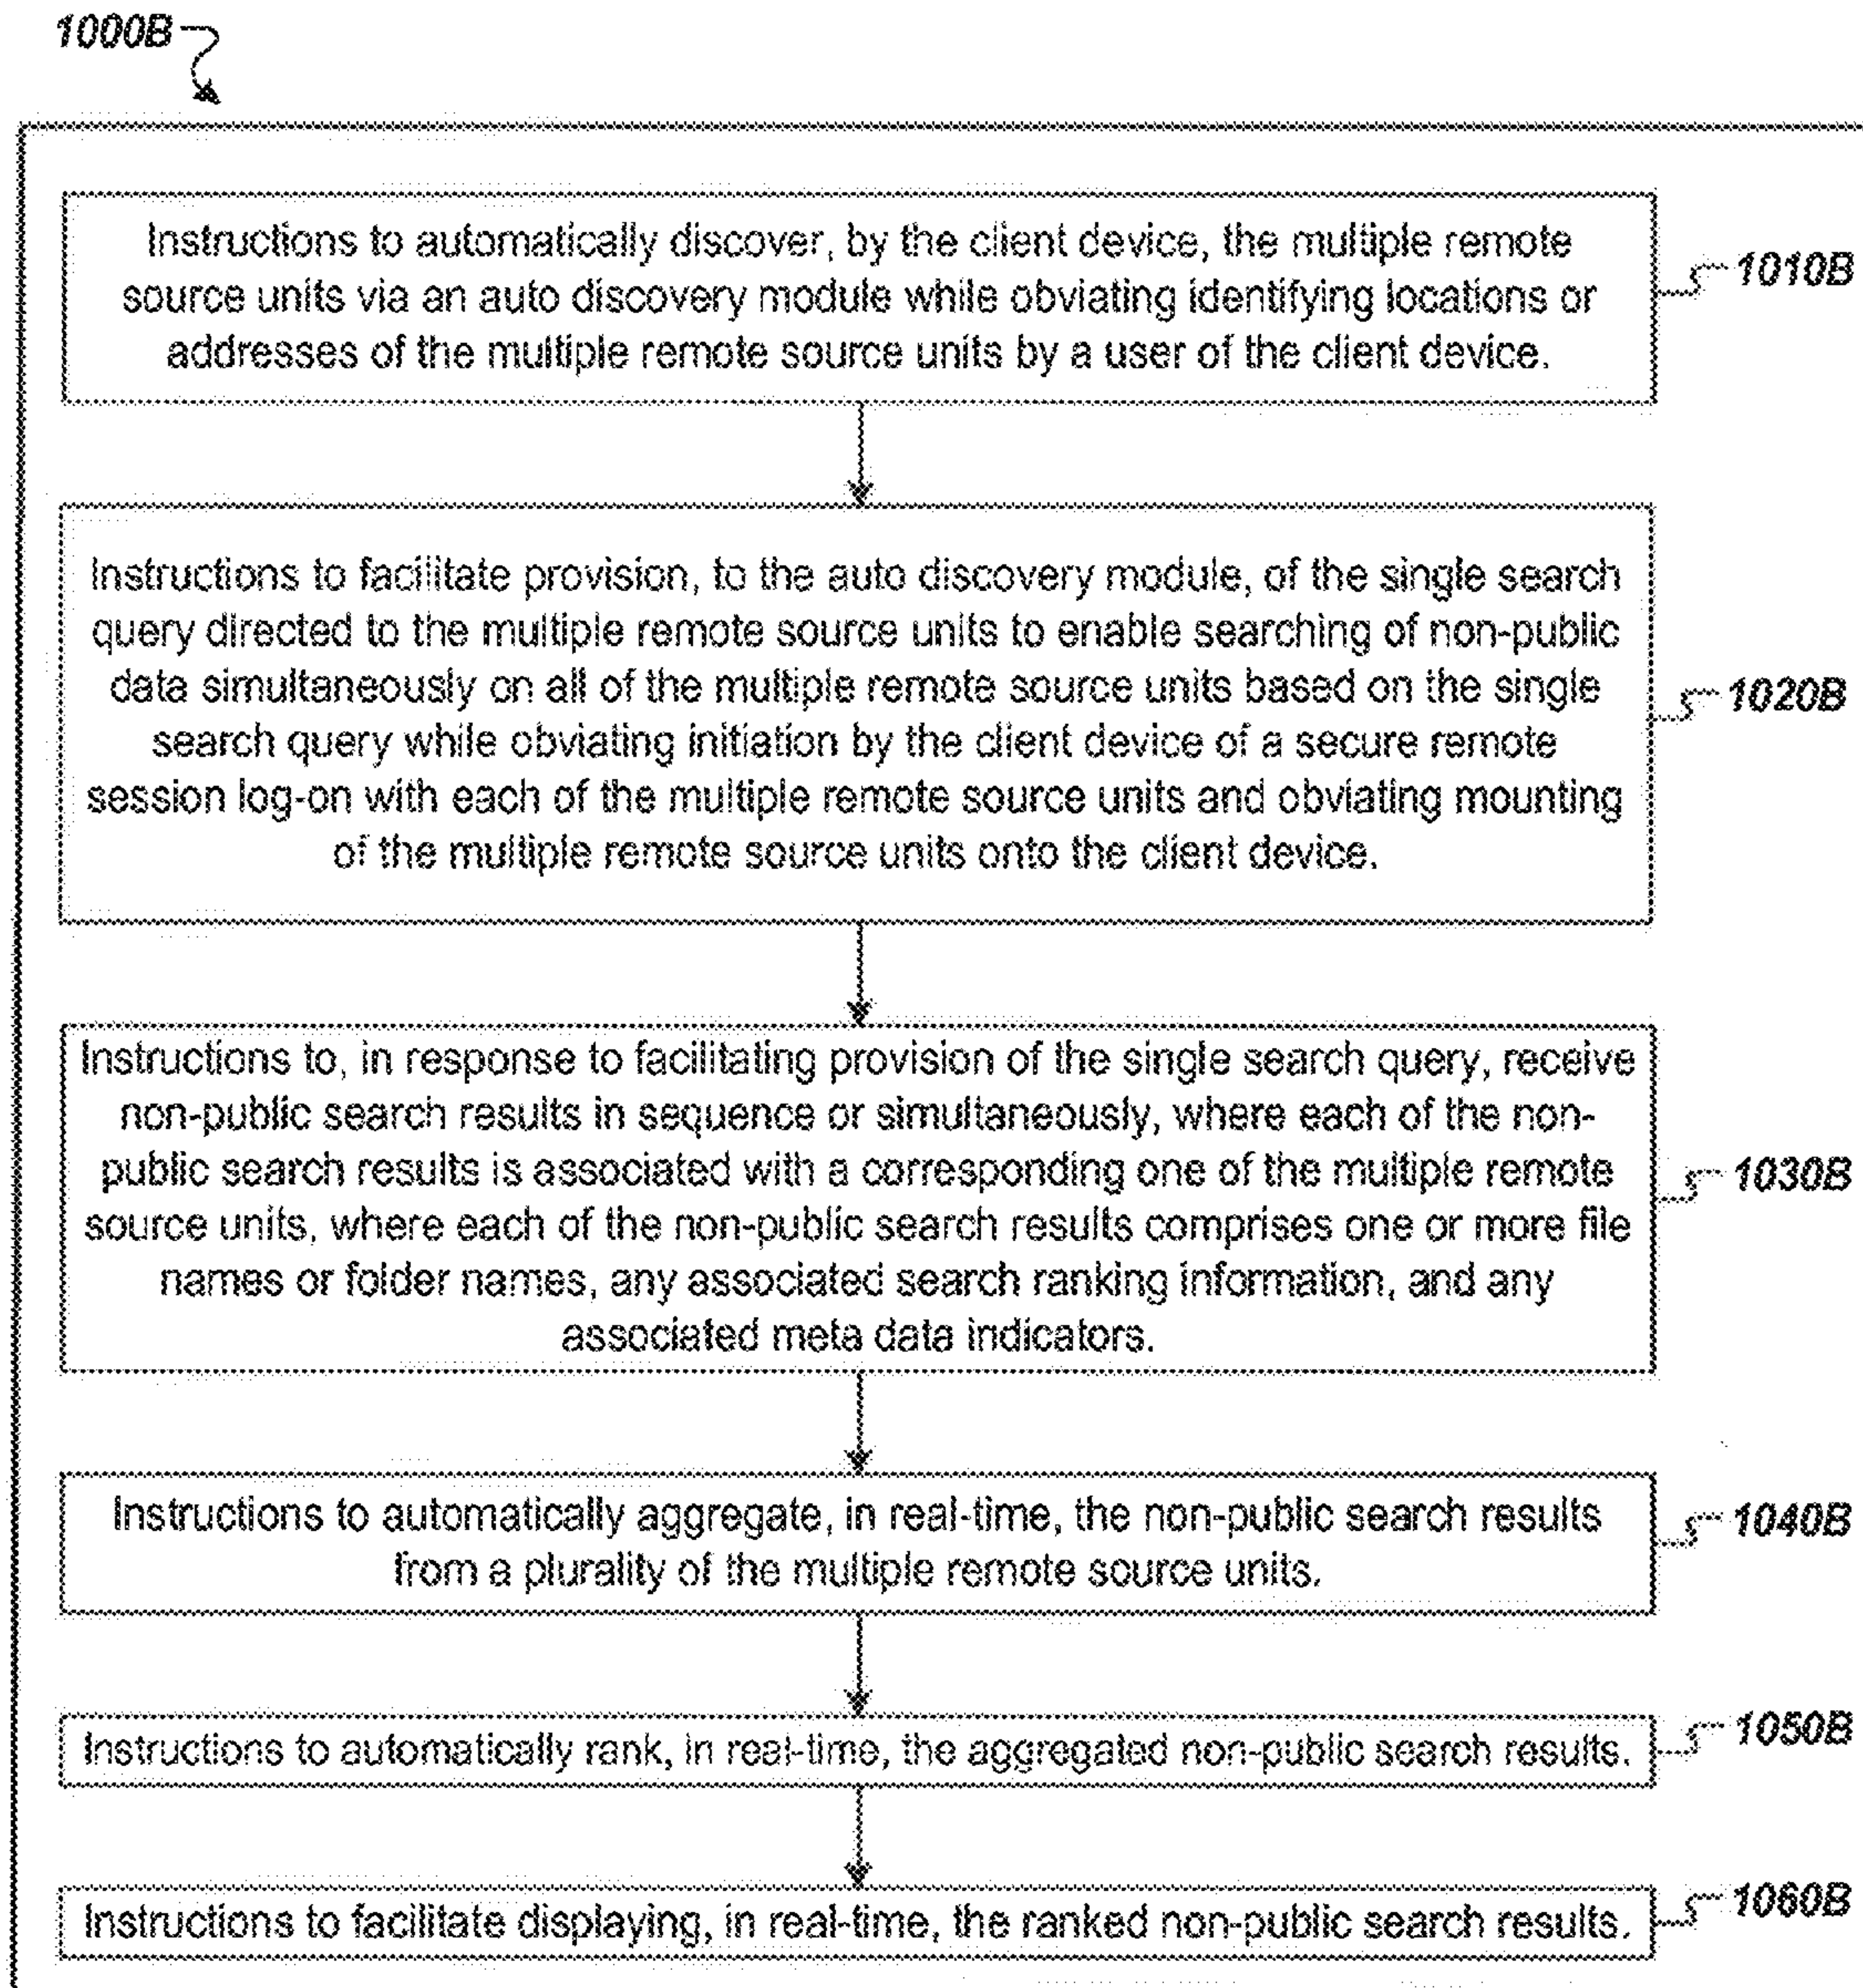 1000B
Instructions to automatically discover, by the client device, the multiple remote
source units via an auto discovery module while obviating identifying locations or
addresses of the multiple remote source units by a user of the client device.
1010B
Instructions to facilitate provision, to the auto discovery module, of the single search
query directed to the multiple remote source units to enable searching of non-public
data simultaneously on all of the multiple remote source units based on the single
search query while obviating initiation by the client device of a secure remote
session log-on with each of the multiple remote source units and obviating mounting
of the multiple remote source units onto the client device.
1020B
Instructions to, in response to facilitating provision of the single search query, receive
non-public search results in sequence or simultaneously, where each of the non-
public search results is associated with a corresponding one of the multiple remote
source units, where each of the non-public search results comprises one or more file
names or folder names, any associated search ranking information, and any
associated meta data indicators.
1030B
Instructions to automatically aggregate, in real-time, the non-public search results
from a plurality of the multiple remote source units.
1040B
Instructions to automatically rank, in real-time, the aggregated non-public search results.
1050B
Instructions to facilitate displaying, in real-time, the ranked non-public search results.
1060B